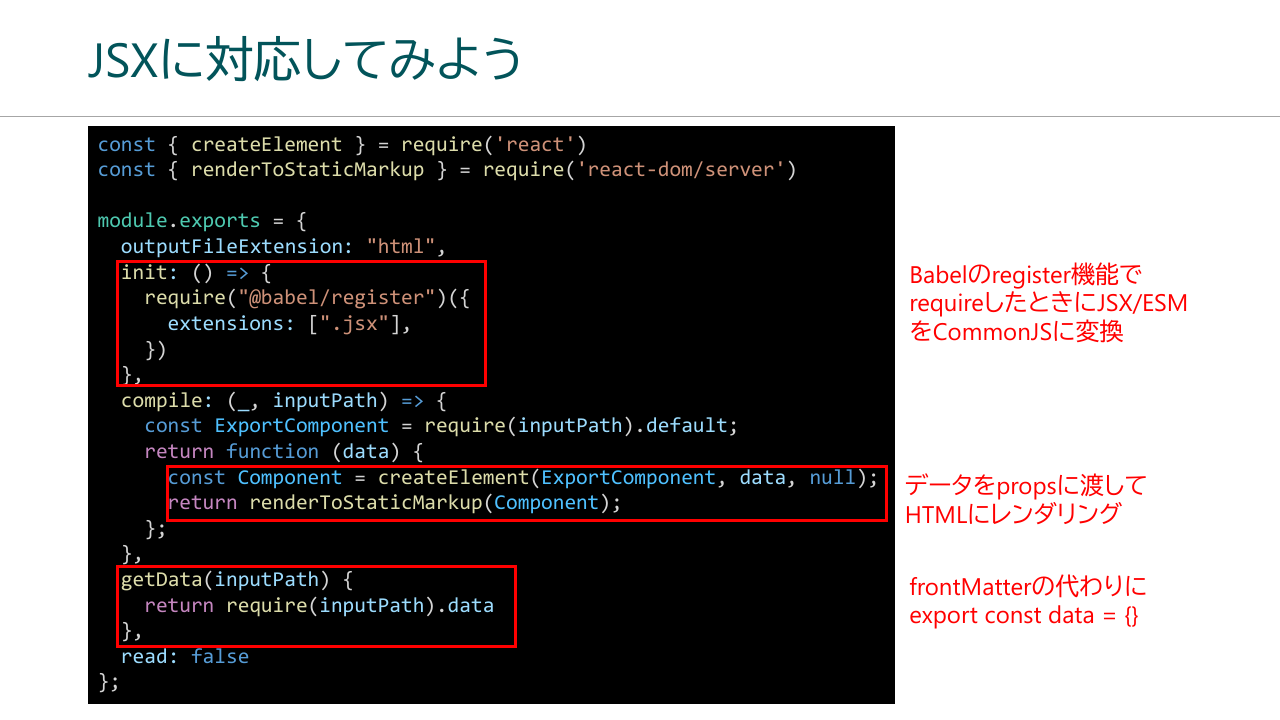 JSXに対応してみよう
const { createElement } = require('react')
const { renderToStaticMarkup } = require('react-dom/server')
module.exports = {
  outputFileExtension: "html",
  init: () => {
    require("@babel/register")({
      extensions: [".jsx"],
    })
  },
  compile: (_, inputPath) => {
    const ExportComponent = require(inputPath).default;
    return function (data) {
      const Component = createElement(ExportComponent, data, null);
      return renderToStaticMarkup(Component);
    };
  },
  getData(inputPath) {
    return require(inputPath).data
  },
  read: false
};
Babelのregister機能で
requireしたときにJSX/ESM
をCommonJSに変換
データをpropsに渡して
HTMLにレンダリング
frontMatterの代わりに
export const data = {}